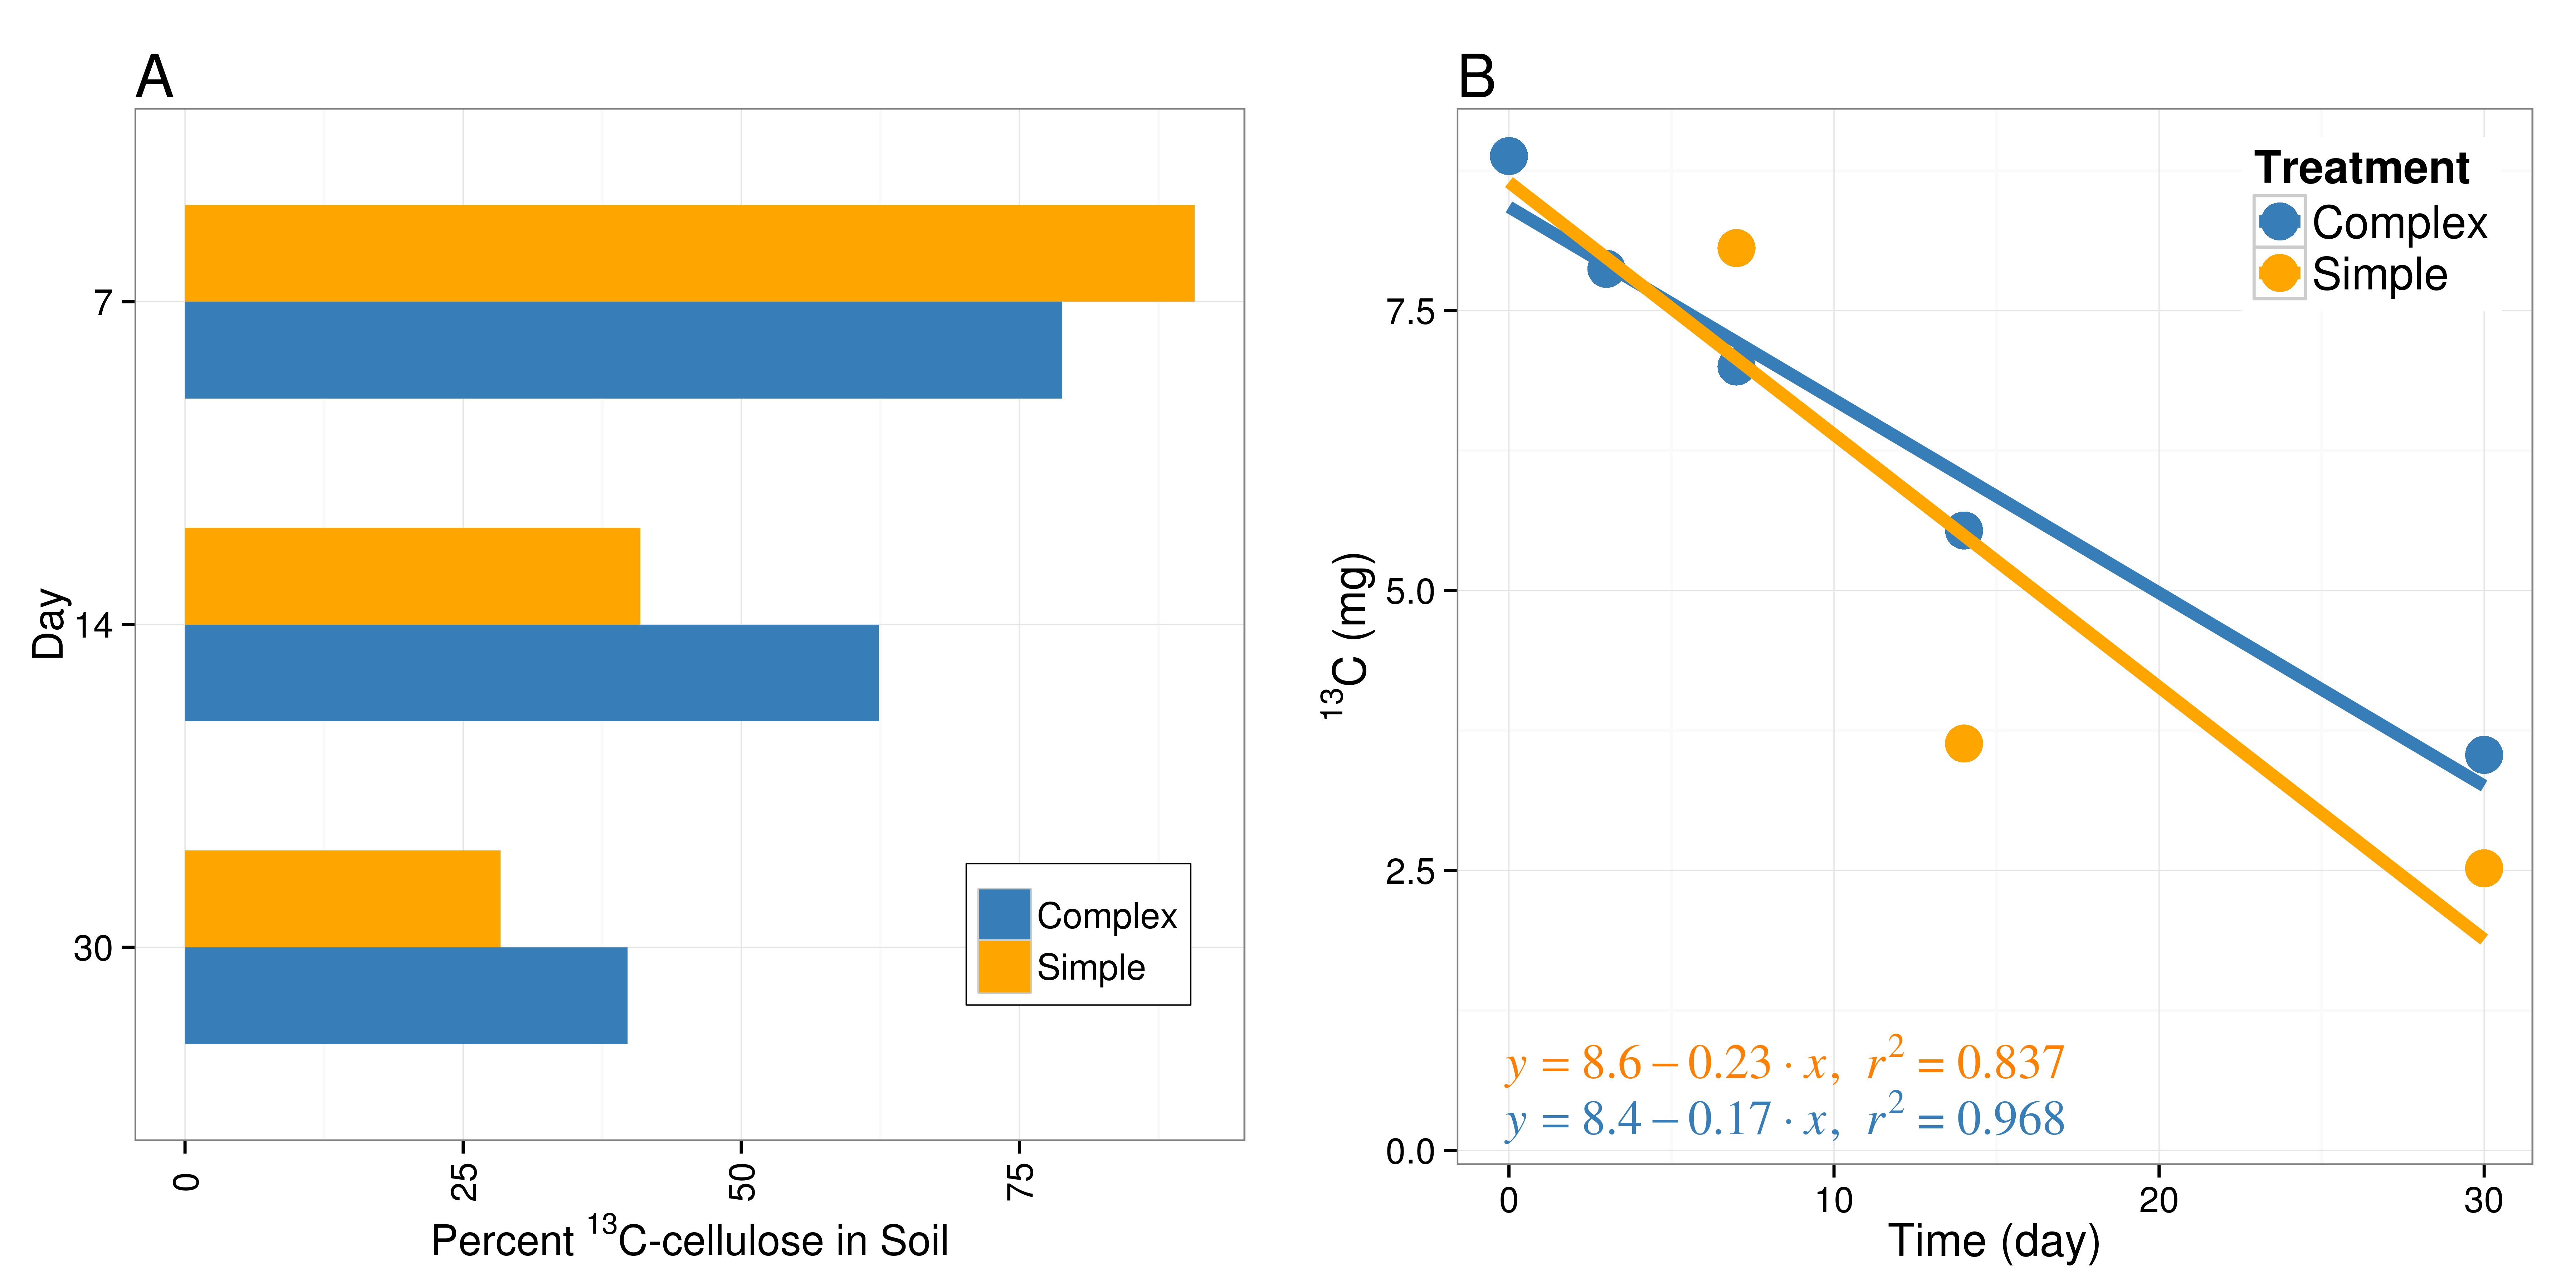 A
7
14
30
Day
0 25 50 75
Percent ¹³C-cellulose in Soil
Complex
Simple
B
Treatment
Complex
Simple
7.5
5.0
2.5
0.0
¹³C (mg)
y = 8.6 − 0.23 · x, r² = 0.837
y = 8.4 − 0.17 · x, r² = 0.968
0 10 20 30
Time (day)